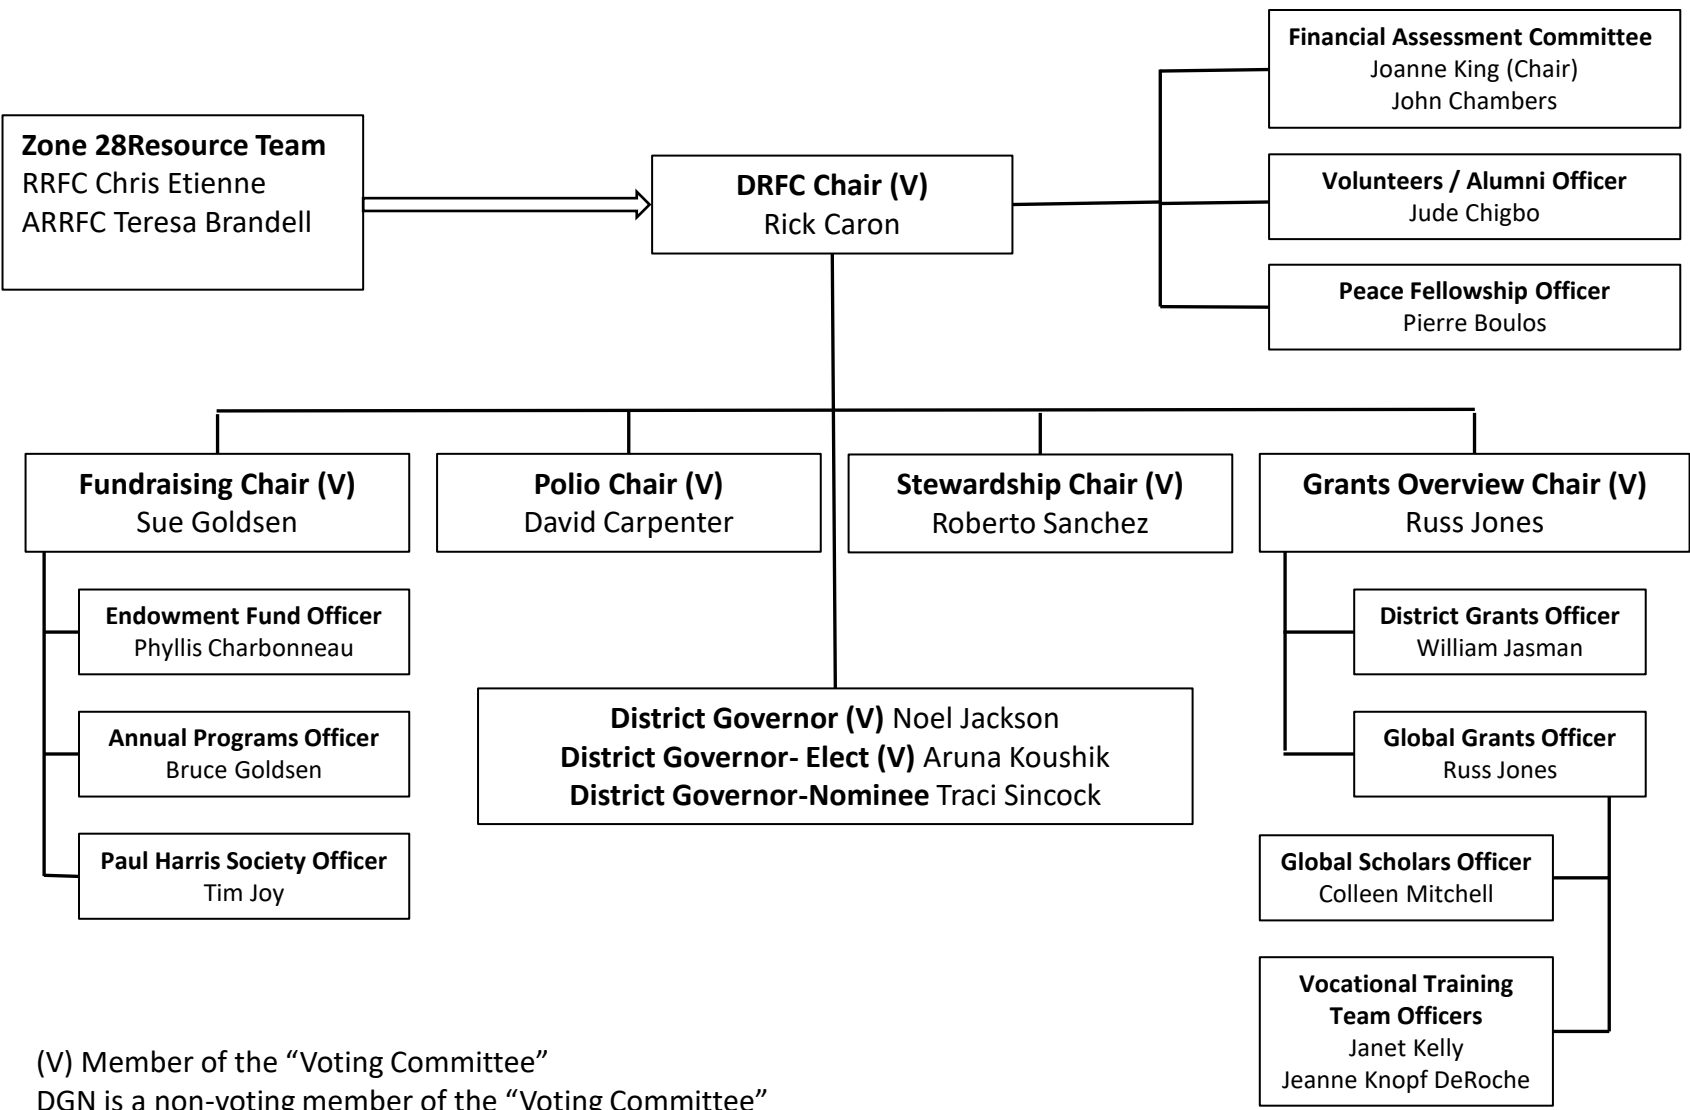 Financial Assessment Committee
Joanne King (Chair)
John Chambers
Zone 28Resource Team
RRFC Chris Etienne
ARRFC Teresa Brandell
DRFC Chair (V)
Rick Caron
Volunteers / Alumni Officer
Jude Chigbo
Peace Fellowship Officer
Pierre Boulos
Fundraising Chair (V)
Sue Goldsen
Polio Chair (V)
David Carpenter
Stewardship Chair (V)
Roberto Sanchez
Grants Overview Chair (V)
Russ Jones
Endowment Fund Officer
Phyllis Charbonneau
Annual Programs Officer
Bruce Goldsen
Paul Harris Society Officer
Tim Joy
District Governor (V) Noel Jackson
District Governor- Elect (V) Aruna Koushik
District Governor-Nominee Traci Sincock
District Grants Officer
William Jasman
Global Grants Officer
Russ Jones
Global Scholars Officer
Colleen Mitchell
Vocational Training
Team Officers
Janet Kelly
Jeanne Knopf DeRoche
(V) Member of the “Voting Committee”
DGN is a non-voting member of the “Voting Committee”